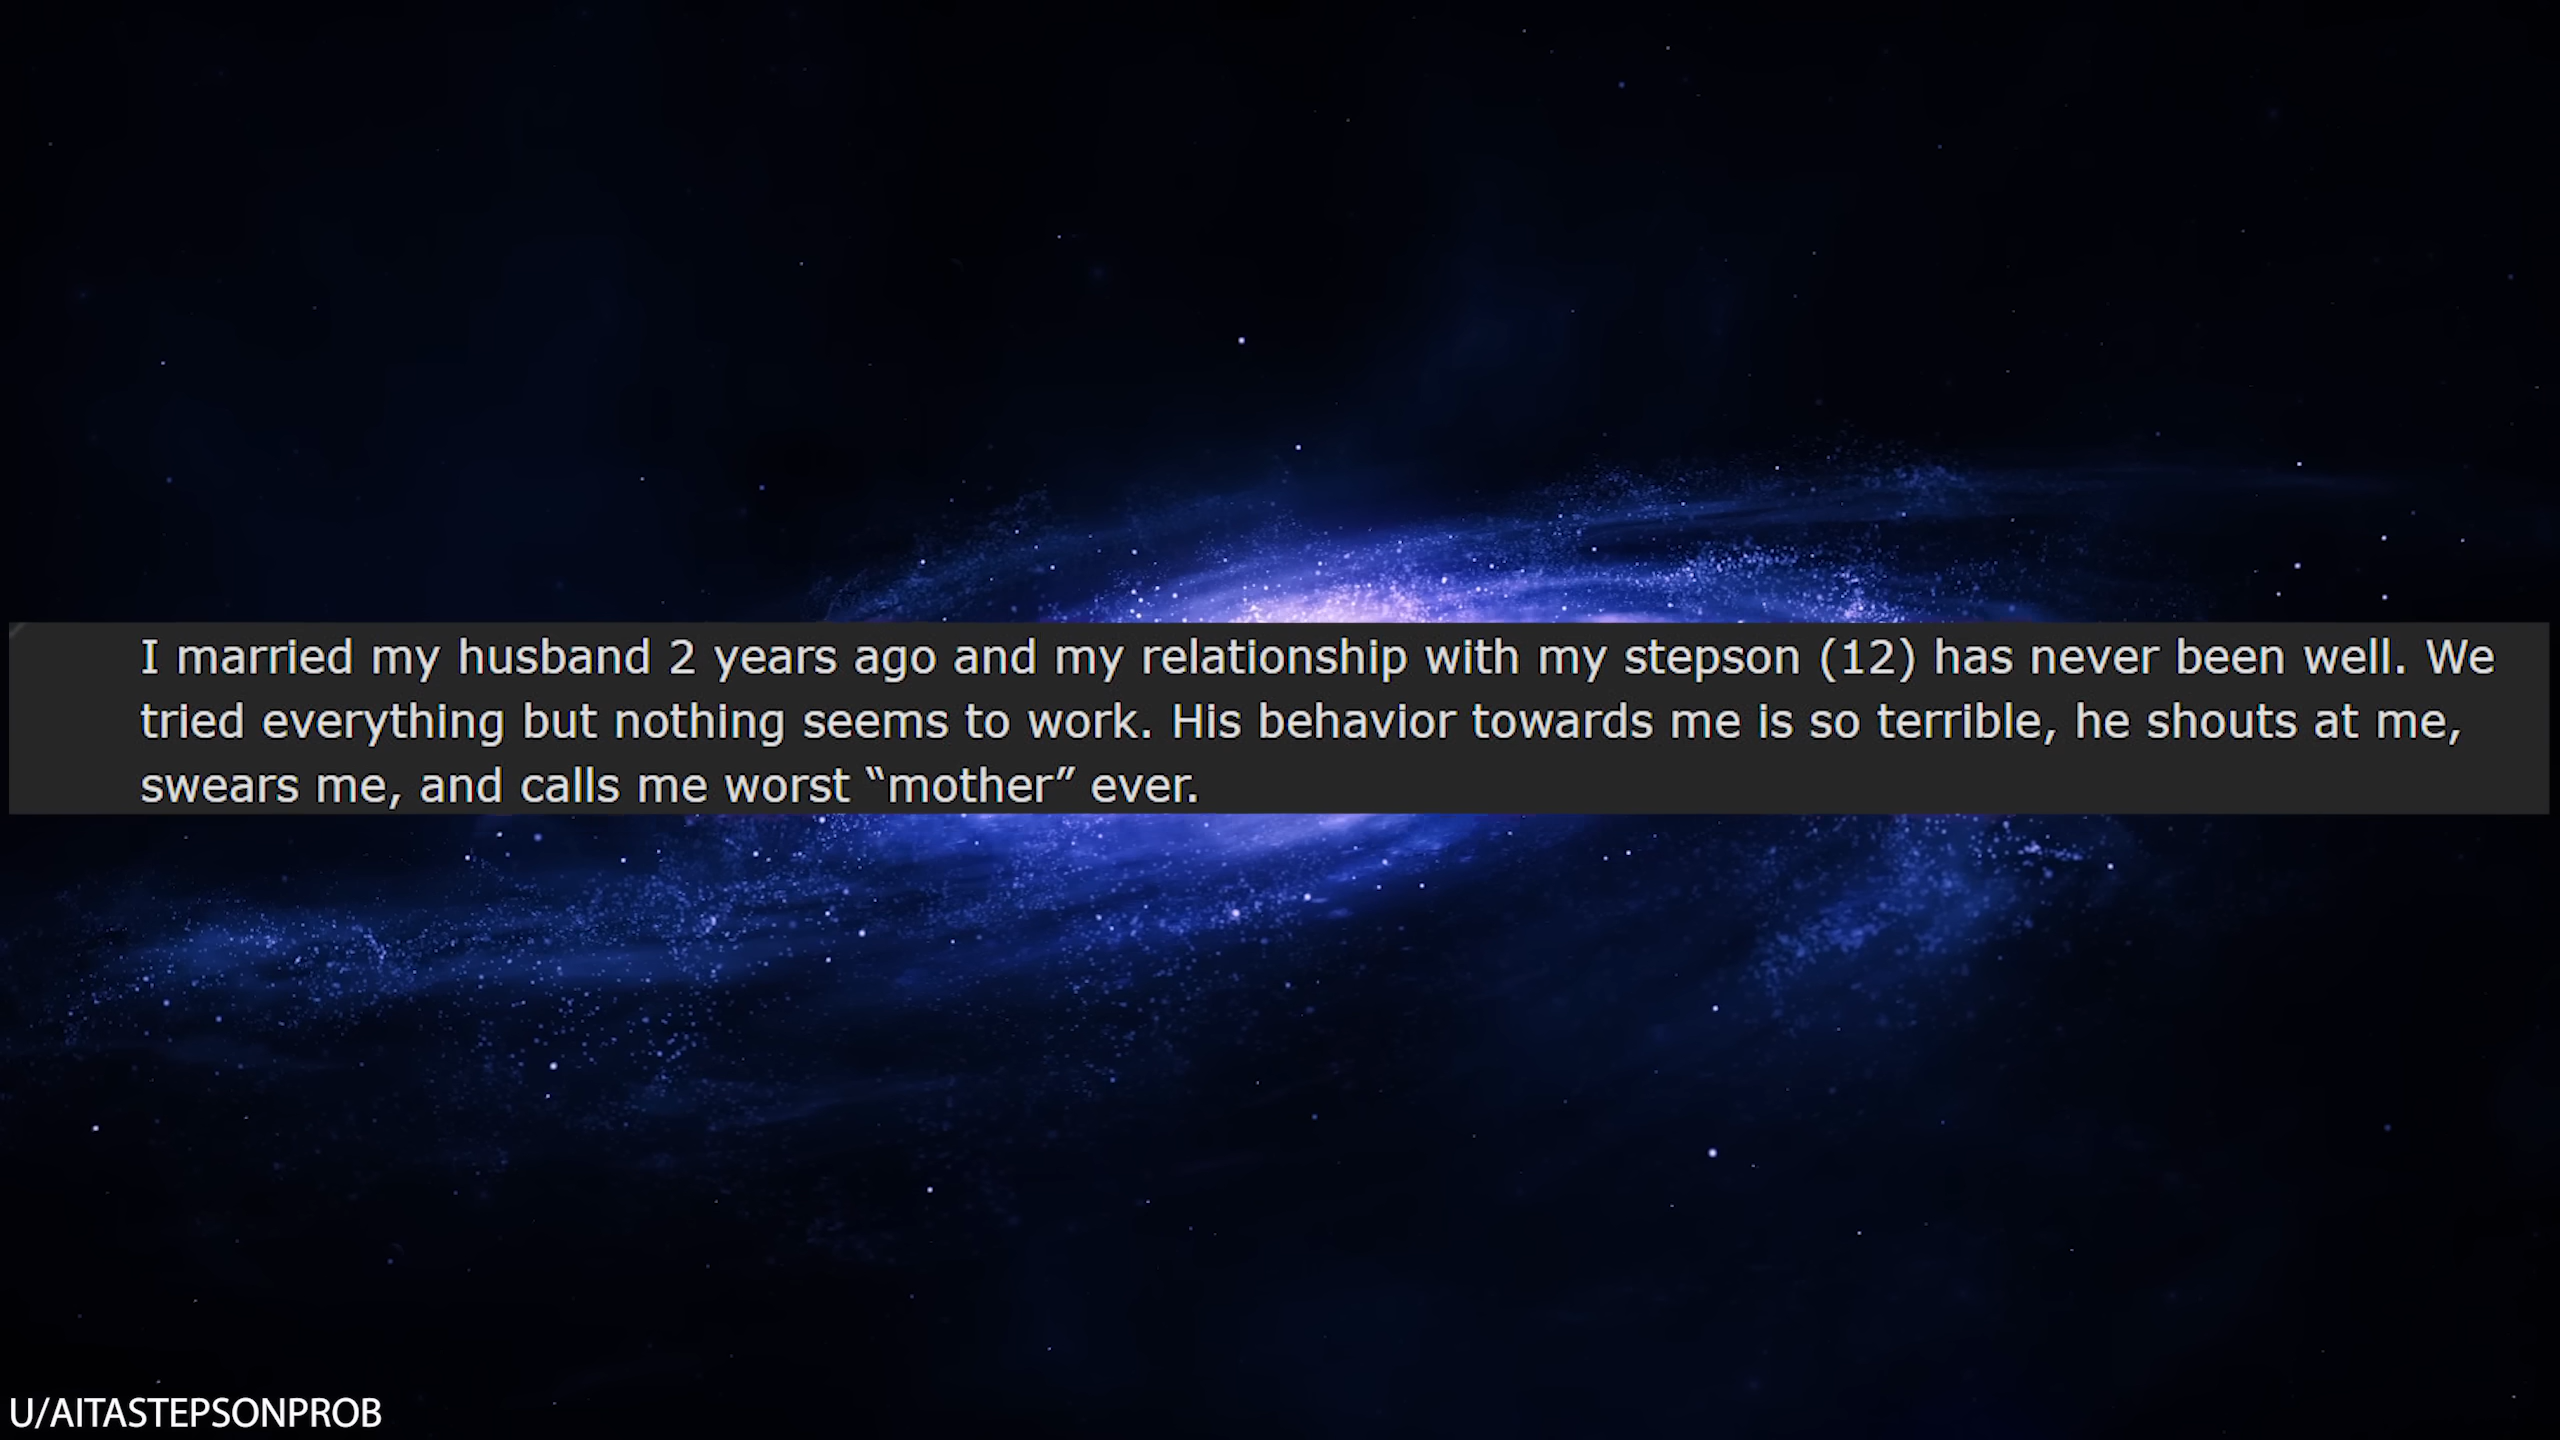 I married my husband 2 years ago and my relationship with my stepson (12) has never been well. We
tried everything but nothing seems to work. His behavior towards me is so terrible, he shouts at me,
swears me, and calls me worst “mother” ever.
U/AITASTEPSONPROB